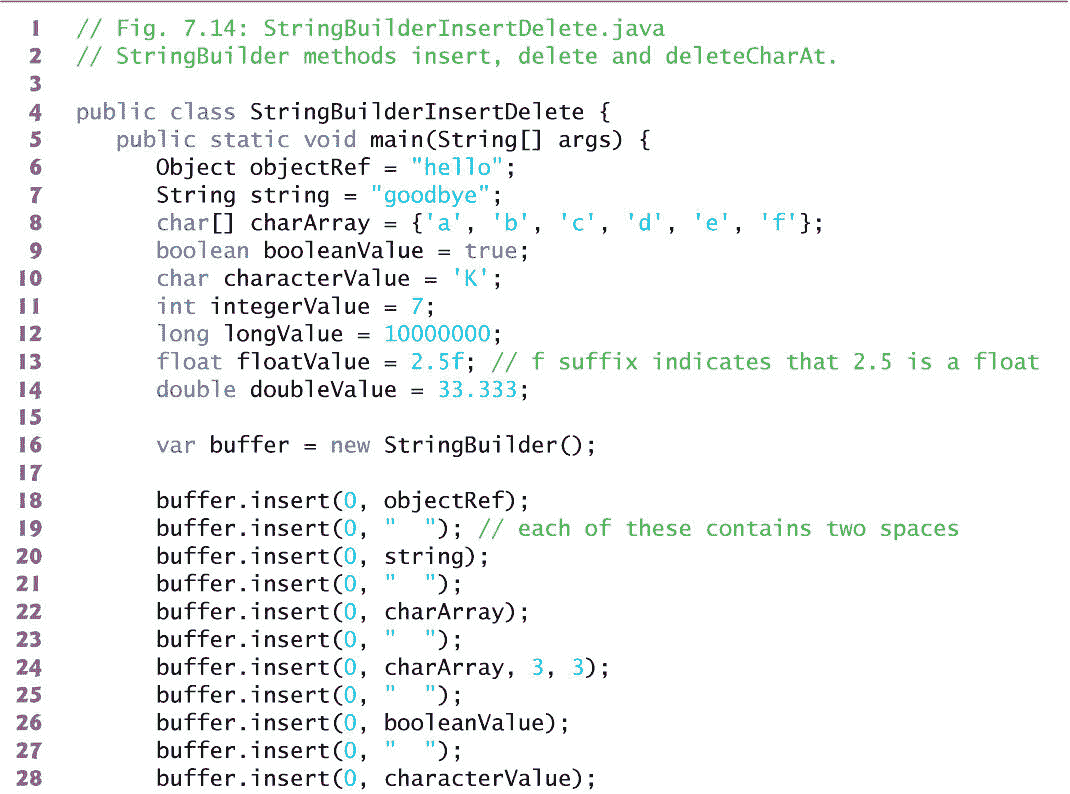 1 // Fig. 7.14: StringBuilderInsertDelete.java
2 // StringBuilder methods insert, delete and deleteCharAt.
3
4 public class StringBuilderInsertDelete {
5    public static void main(String[] args) {
6       Object objectRef = "hello";
7       String string = "goodbye";
8       char[] charArray = {'a', 'b', 'c', 'd', 'e', 'f'};
9       boolean booleanValue = true;
10       char characterValue = 'K';
11       int integerValue = 7;
12       long longValue = 10000000;
13       float floatValue = 2.5f; // f suffix indicates that 2.5 is a float
14       double doubleValue = 33.333;
15
16       var buffer = new StringBuilder();
17
18       buffer.insert(0, objectRef);
19       buffer.insert(0, "  "); // each of these contains two spaces
20       buffer.insert(0, string);
21       buffer.insert(0, "  ");
22       buffer.insert(0, charArray);
23       buffer.insert(0, "  ");
24       buffer.insert(0, charArray, 3, 3);
25       buffer.insert(0, "  ");
26       buffer.insert(0, booleanValue);
27       buffer.insert(0, "  ");
28       buffer.insert(0, characterValue);